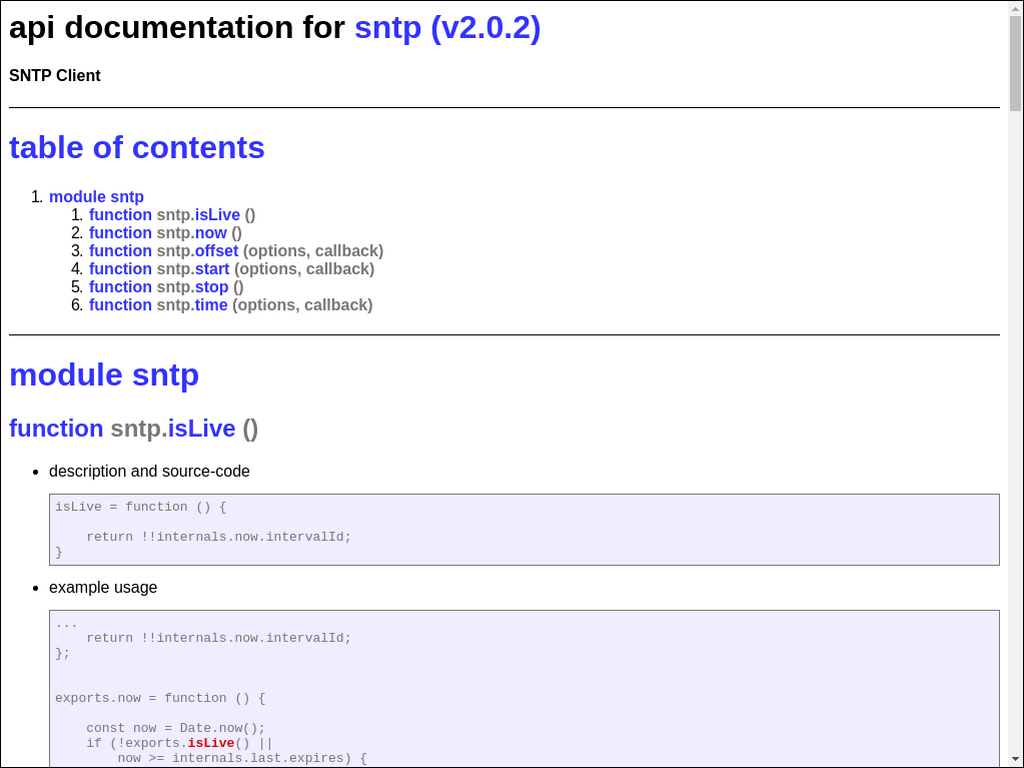 api documentation for sntp (v2.0.2)
SNTP Client
table of contents
1. module sntp
1. function sntp.isLive ()
2. function sntp.now ()
3. function sntp.offset (options, callback)
4. function sntp.start (options, callback)
5. function sntp.stop ()
6. function sntp.time (options, callback)
module sntp
function sntp.isLive ()
• description and source-code
isLive = function () {
    return !!internals.now.intervalId;
}
• example usage
...
    return !!internals.now.intervalId;
};
exports.now = function () {
    const now = Date.now();
    if (!exports.isLive() ||
        now >= internals.last.expires) {